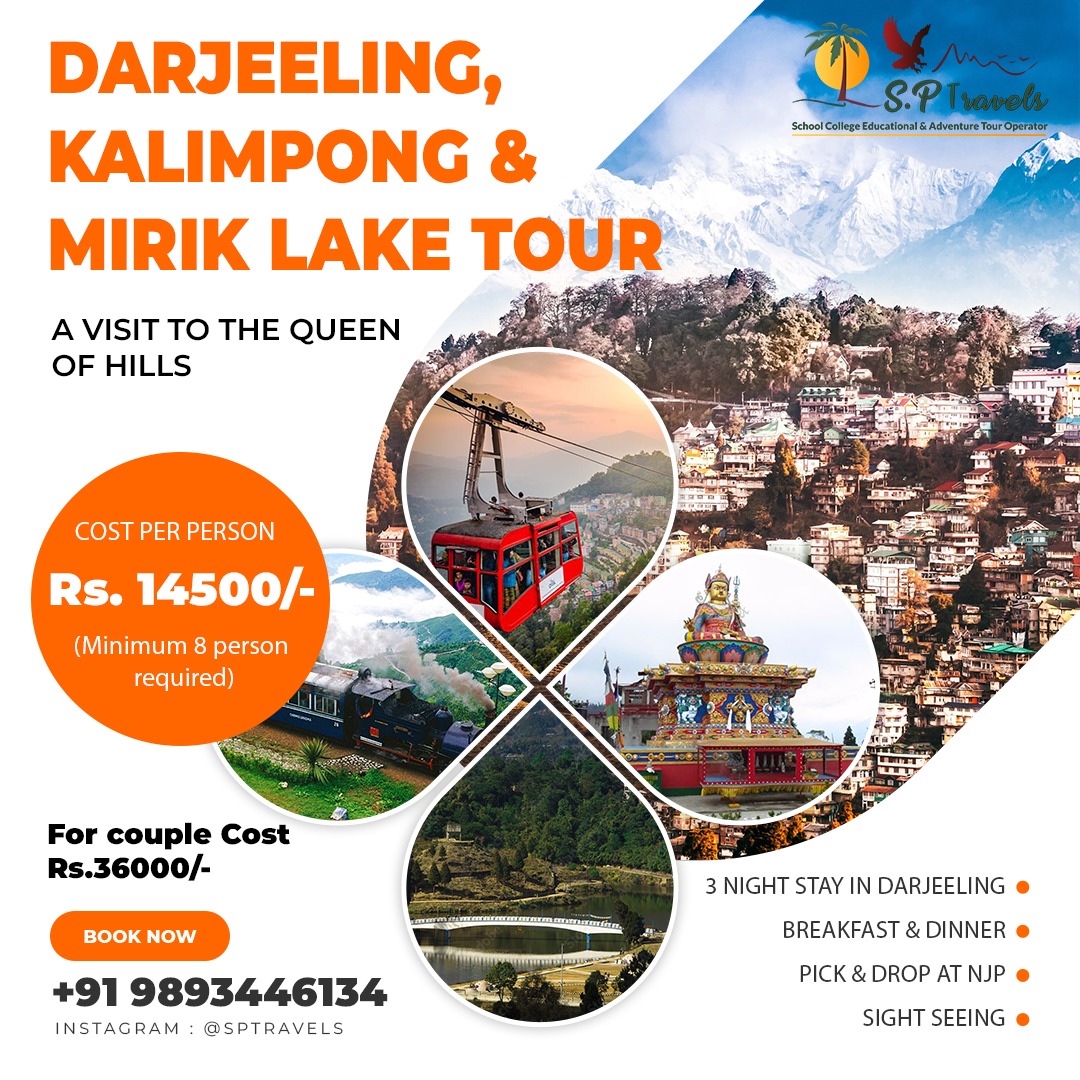 DARJEELING,
KALIMPONG &
MIRIK LAKE TOUR
S.P Travels
School College Educational & Adventure Tour Operator
A VISIT TO THE QUEEN
OF HILLS
COST PER PERSON
Rs. 14500/-
(Minimum 8 person
required)
For couple Cost
Rs.36000/-
BOOK NOW
+91 9893446134
INSTAGRAM : @SPTRAVELS
3 NIGHT STAY IN DARJEELING
BREAKFAST & DINNER
PICK & DROP AT NJP
SIGHT SEEING